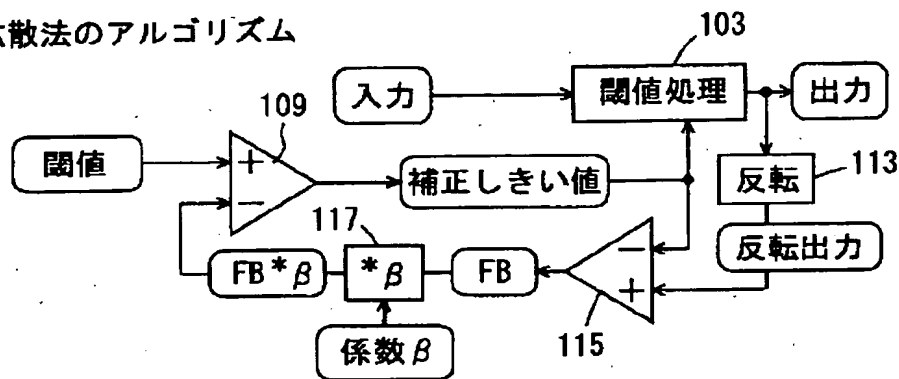 散法のアルゴリズム
103
入力
閾値処理
出力
109
閾値
+
−
補正しきい値
反転
113
117
FB*β
*β
FB
−
+
反転出力
115
係数β